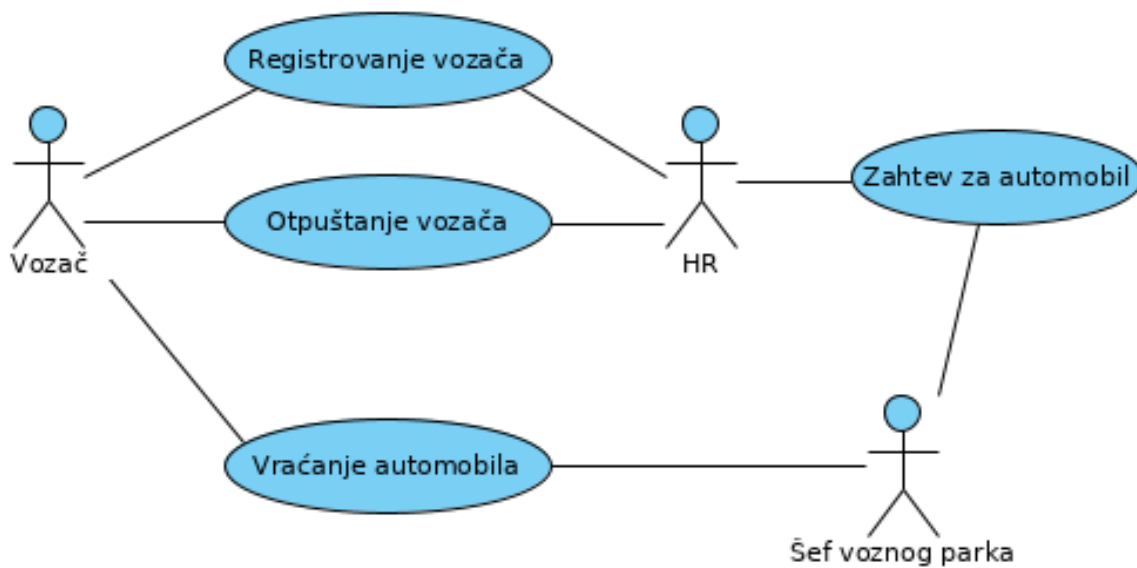 Registrovanje vozača
Zahtev za automobil
Otpuštanje vozača
Vozač
HR
Vraćanje automobila
Šef voznog parka